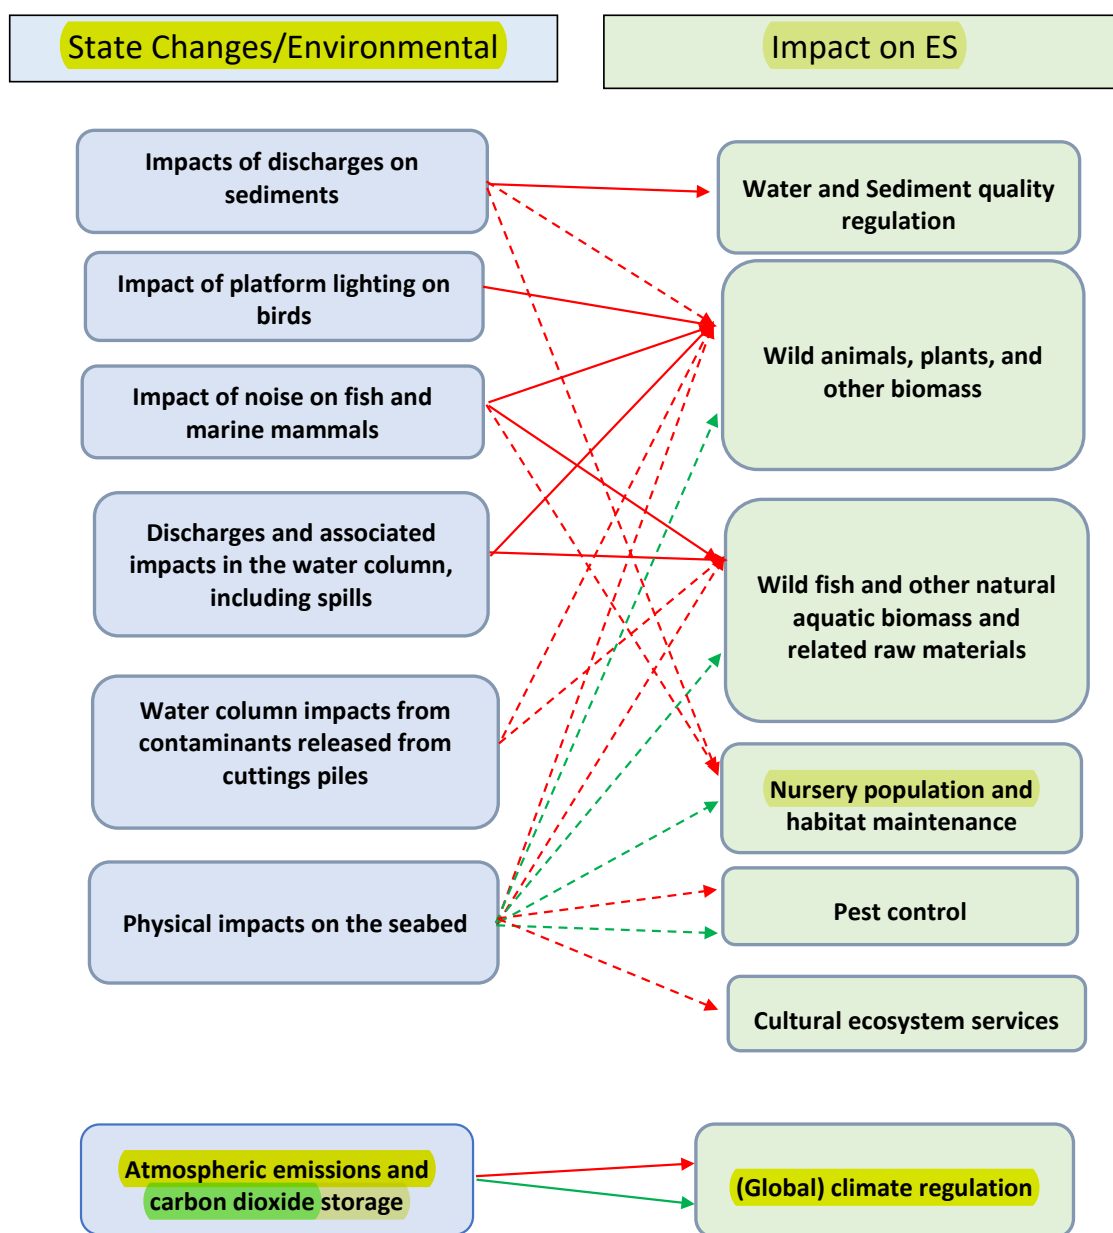 State Changes/Environmental
Impact on ES
Impacts of discharges on
sediments
Water and Sediment quality
regulation
Impact of platform lighting on
birds
Wild animals, plants, and
other biomass
Impact of noise on fish and
marine mammals
Discharges and associated
impacts in the water column,
including spills
Wild fish and other natural
aquatic biomass and
related raw materials
Water column impacts from
contaminants released from
cuttings piles
Nursery population and
habitat maintenance
Physical impacts on the seabed
Pest control
Cultural ecosystem services
Atmospheric emissions and
carbon dioxide storage
(Global) climate regulation